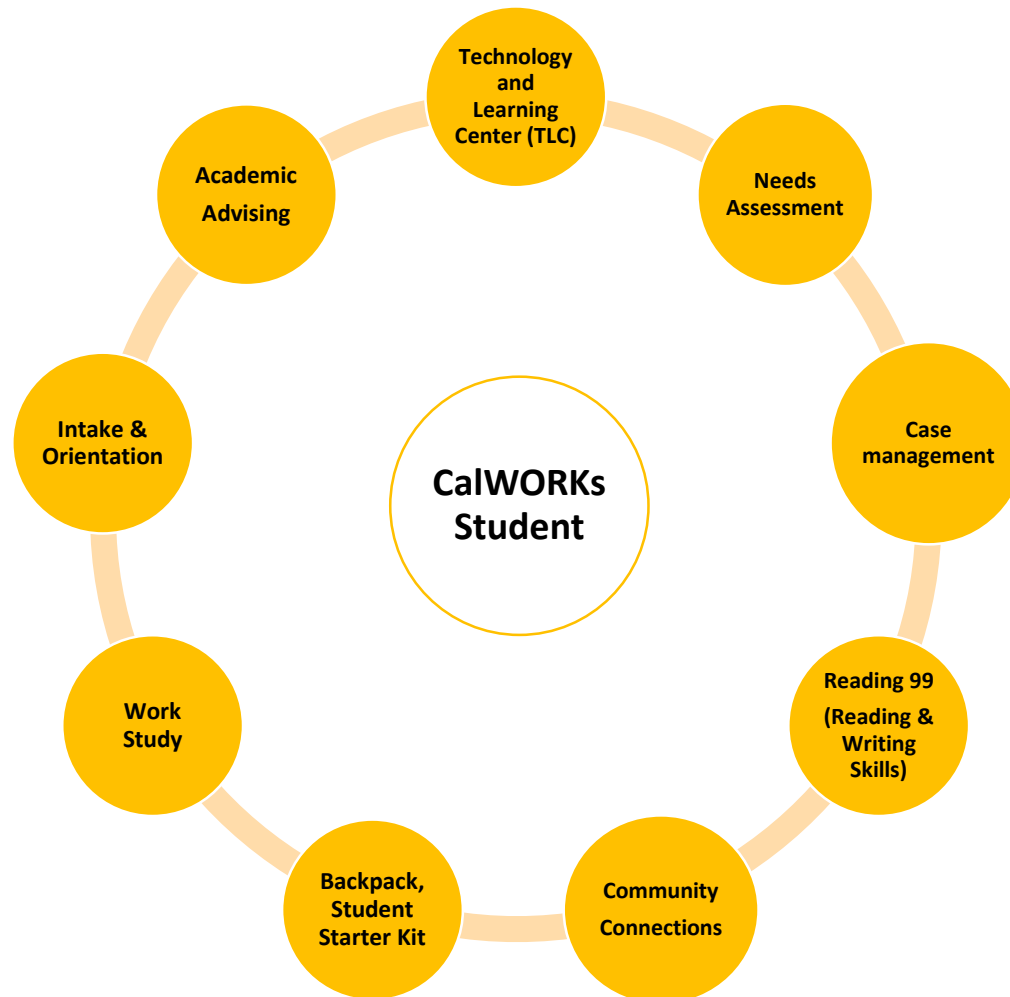 Technology
and
Learning
Center (TLC)
Needs
Assessment
Case
management
Reading 99
(Reading &
Writing
Skills)
Community
Connections
Backpack,
Student
Starter Kit
Work
Study
Intake &
Orientation
Academic
Advising
CalWORKs
Student